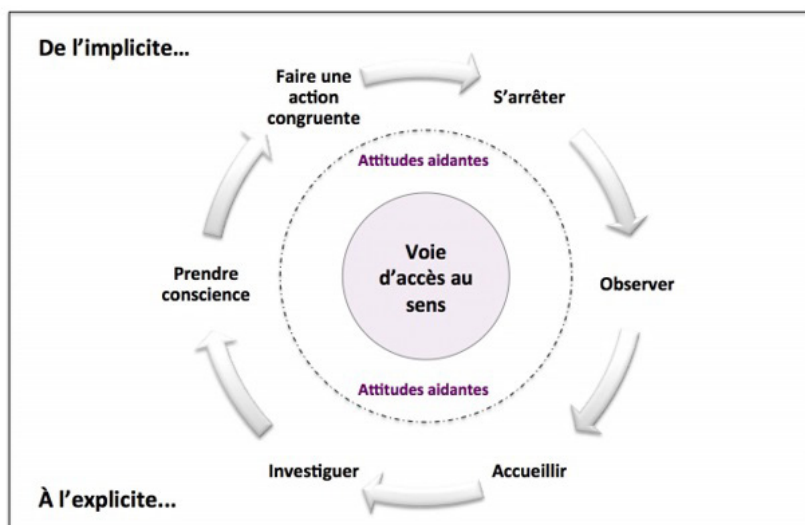 De l’implicite…
Faire une
action
congruente
S’arrêter
Attitudes aidantes
Voie
d’accès au
sens
Prendre
conscience
Observer
Attitudes aidantes
Investiguer
Accueillir
À l’explicite...